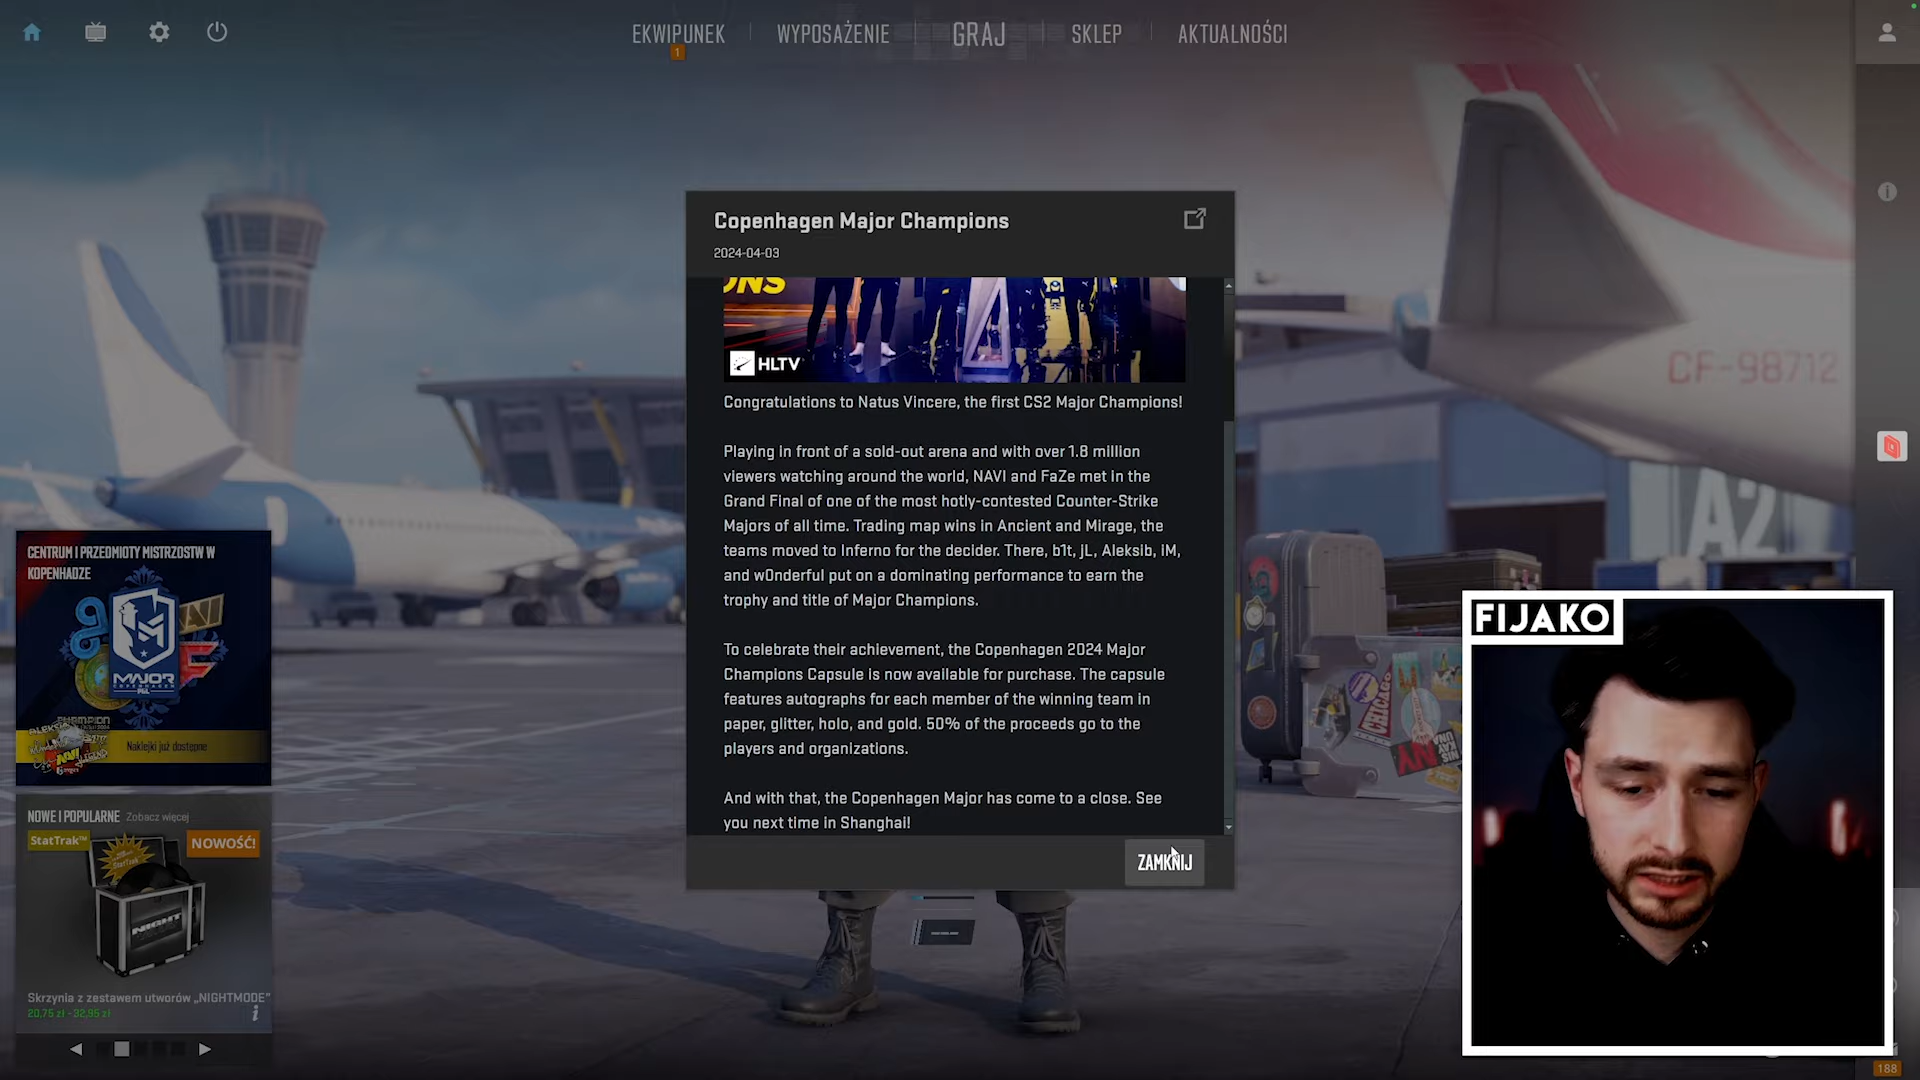 EKWIPUNEK
1
WYPOSAŻENIE
GRAJ
SKLEP
AKTUALNOŚCI
Copenhagen Major Champions
2024-04-03
HLTV
Congratulations to Natus Vincere, the first CS2 Major Champions!
Playing in front of a sold-out arena and with over 1.8 million
viewers watching around the world, NAVI and FaZe met in the
Grand Final of one of the most hotly-contested Counter-Strike
Majors of all time. Trading map wins in Ancient and Mirage, the
teams moved to Inferno for the decider. There, b1t, jL, Aleksib, iM,
and w0nderful put on a dominating performance to earn the
trophy and title of Major Champions.
To celebrate their achievement, the Copenhagen 2024 Major
Champions Capsule is now available for purchase. The capsule
features autographs for each member of the winning team in
paper, glitter, holo, and gold. 50% of the proceeds go to the
players and organizations.
And with that, the Copenhagen Major has come to a close. See
you next time in Shanghai!
ZAMKNIJ
CF-98712
A2
CHICAGO
NY
CENTRUM I PRZEDMIOTY MISTRZOSTW W
KOPENHADZE
MAJOR
COPENHAGEN
Naklejki już dostępne
NOWE I POPULARNE Zobacz więcej
StatTrak™
NOWOŚĆ!
StatTrak
NIGHT
Skrzynia z zestawem utworów „NIGHTMODE"
20,75 zł - 32,95 zł
FIJAKO
188